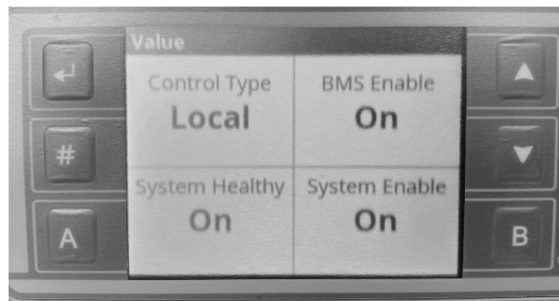 Value
Control Type
BMS Enable
Local
On
#
System Healthy
System Enable
On
On
A
B